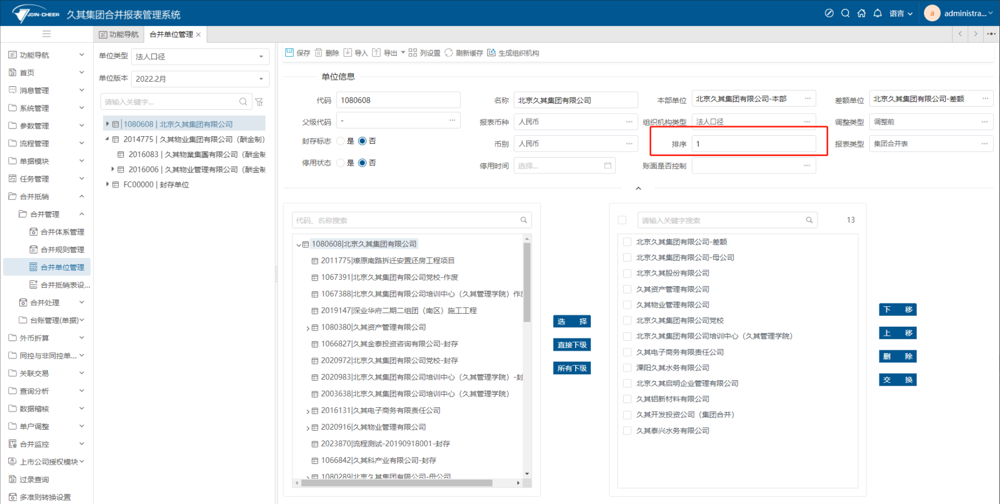 JOIN-CHEER 久其集团合并报表管理系统
语言
a administra...
功能导航
合并单位管理 ×
功能导航
首页
消息管理
系统管理
参数管理
流程管理
单据模块
任务管理
合并抵销
合并管理
合并体系管理
合并规则管理
合并单位管理
合并抵销表设...
合并处理
台账管理(单据)
外币折算
同控与非同控单...
关联交易
查询分析
数据稽核
单户调整
合并监控
上市公司授权模块
过录查询
多准则转换设置
单位类型 法人口径
单位版本 2022.2月
请输入关键字...
1080608 | 北京久其集团有限公司
2014775 | 久其物业集团有限公司（酬金制）
2016083 | 久其物業集團有限公司（酬金制
2016006 | 久其物业管理有限公司（酬金制
FC00000 | 封存单位
保存 删除 导入 导出 列设置 刷新缓存 生成组织机构
单位信息
代码 1080608
名称 北京久其集团有限公司
本部单位 北京久其集团有限公司-本部 ...
差额单位 北京久其集团有限公司-差额 ...
父级代码 - ...
报表币种 人民币 ...
组织机构类型 法人口径 ...
调整类型 调整前 ...
封存标志 是 否
币别 人民币 ...
排序 1
报表类型 集团合并表 ...
停用状态 是 否
停用时间 选择...
账面是否控制 ...
代码、名称搜索
1080608|北京久其集团有限公司
2011775|燎原南路拆迁安置还房工程项目
1067391|北京久其集团有限公司党校-作废
1067388|北京久其集团有限公司培训中心（久其管理学院）作废
2019147|深业华府二期二组团（南区）施工工程
1080380|久其资产管理有限公司
1066827|久其金泰投资咨询有限公司-封存
2020972|北京久其集团有限公司党校-封存
2020983|北京久其集团有限公司培训中心（久其管理学院）-封
2003638|北京久其集团有限公司培训中心（久其管理学院）
2016131|久其电子商务有限责任公司
2020916|久其物业管理有限公司
2023870|流程测试-20190918001-封存
1066842|久其科产业有限公司-封存
1080289|北京久其集团有限公司-母公司
选 择
直接下级
所有下级
请输入关键字搜索
13
北京久其集团有限公司-差额
北京久其集团有限公司-母公司
北京久其股份有限公司
久其资产管理有限公司
久其物业管理有限公司
北京久其集团有限公司党校
北京久其集团有限公司培训中心（久其管理学院）
久其电子商务有限责任公司
溧阳久其水务有限公司
北京久其启明企业管理有限公司
久其铝新材料有限公司
久其开发投资公司（集团合并）
久其泰兴水务有限公司
下 移
上 移
删 除
交 换